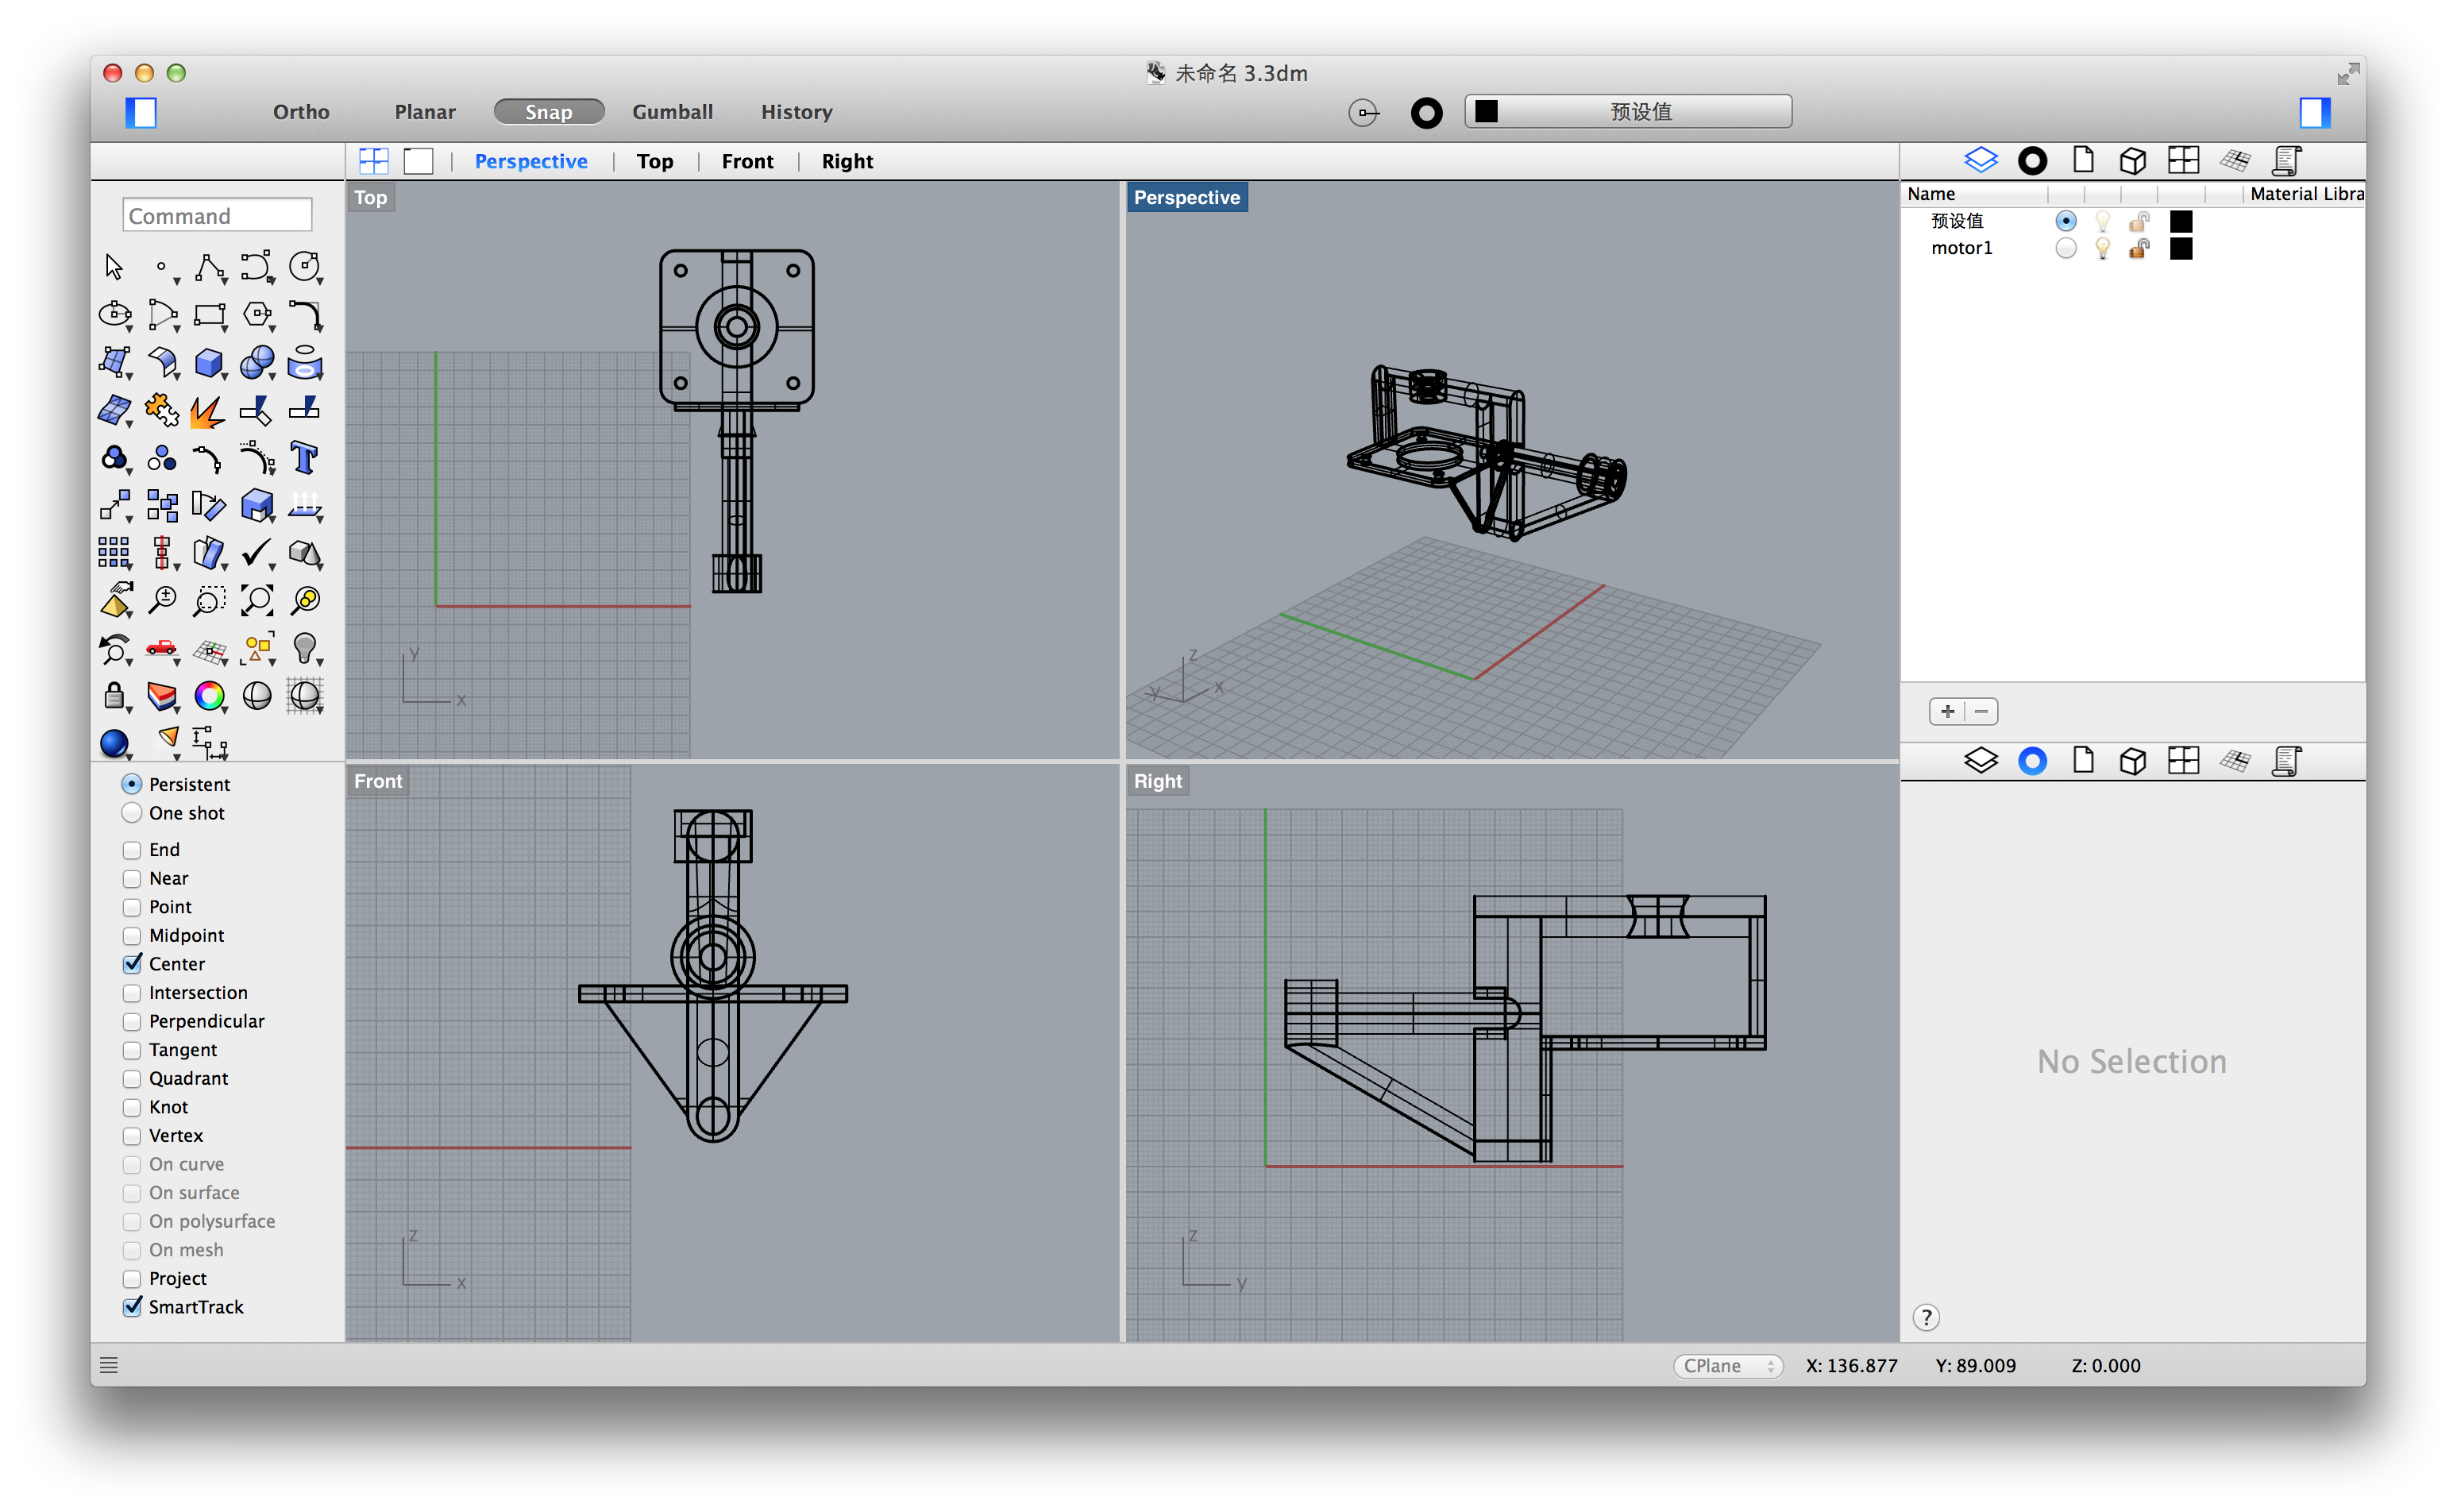 未命名 3.3dm
Ortho Planar Snap Gumball History 预设值
Perspective Top Front Right
Command
Top
Perspective
Front
Right
y
x
z
y
x
z
x
z
y
Name Material Libra
预设值
motor1
+ −
Persistent
One shot
End
Near
Point
Midpoint
Center
Intersection
Perpendicular
Tangent
Quadrant
Knot
Vertex
On curve
On surface
On polysurface
On mesh
Project
SmartTrack
No Selection
?
CPlane X: 136.877 Y: 89.009 Z: 0.000